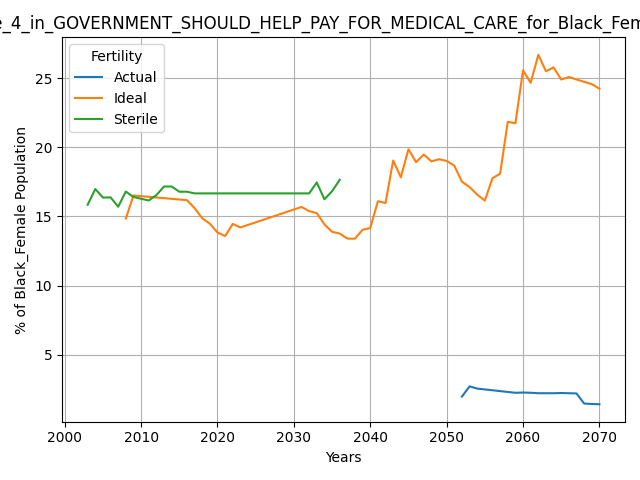 _4_in_GOVERNMENT_SHOULD_HELP_PAY_FOR_MEDICAL_CARE_for_Black_Fem
Fertility
Actual
Ideal
Sterile
% of Black_Female Population
25
20
15
10
5
2000 2010 2020 2030 2040 2050 2060 2070
Years